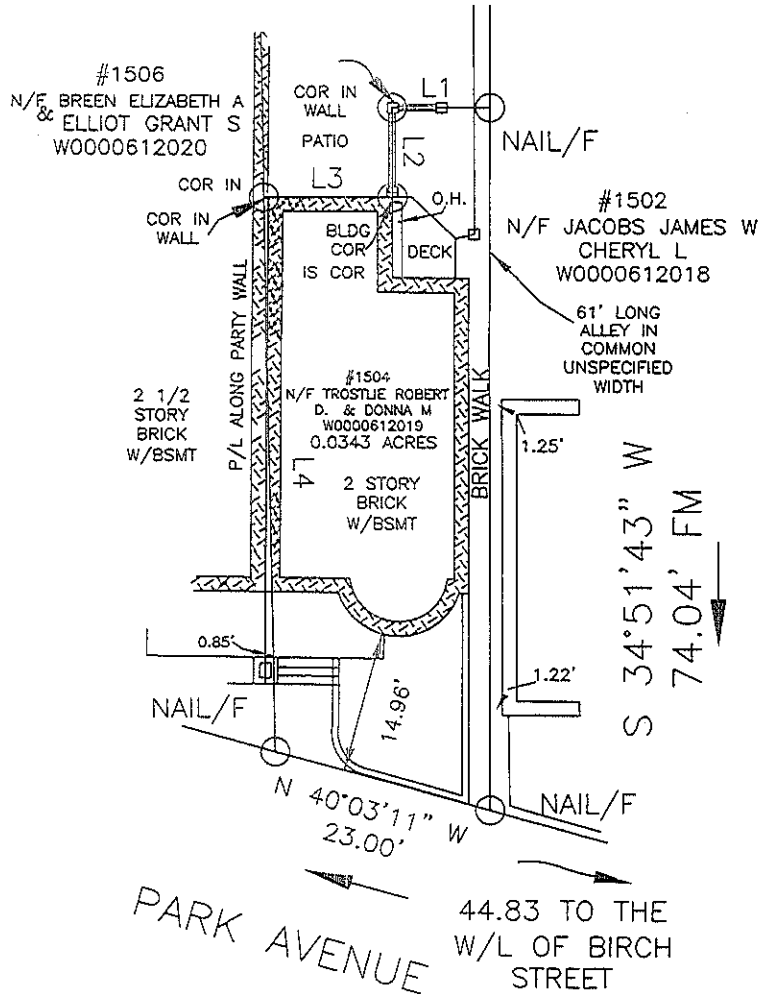 #1506
N/F BREEN ELIZABETH A
& ELLIOT GRANT S
W0000612020
COR IN
WALL
PATIO
L1
L2
L3
NAIL/F
COR IN
COR IN
WALL
O.H.
BLDG
COR
IS COR
DECK
#1502
N/F JACOBS JAMES W
CHERYL L
W0000612018
61' LONG
ALLEY IN
COMMON
UNSPECIFIED
WIDTH
P/L ALONG PARTY WALL
2 1/2
STORY
BRICK
W/BSMT
#1504
N/F TROSTLE ROBERT
D. & DONNA M
W0000612019
0.0343 ACRES
L4
2 STORY
BRICK
W/BSMT
BRICK WALK
1.25'
1.22'
S 34°51'43" W
74.04' FM
0.85'
14.96'
NAIL/F
NAIL/F
N 40°03'11" W
23.00'
PARK AVENUE
44.83 TO THE
W/L OF BIRCH
STREET